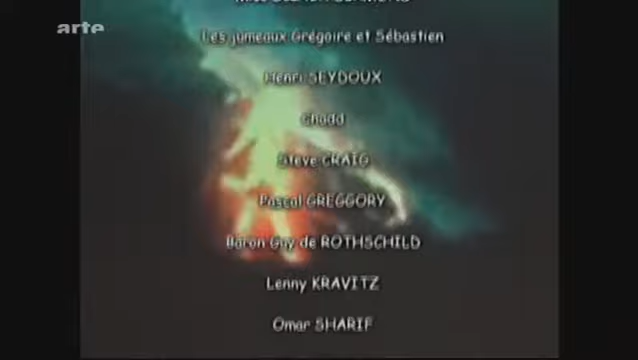 arte
Les jumeaux Grégoire et Sébastien
Henri SEYDOUX
Chadd
Steve CRAIG
Pascal GREGGORY
Baron Guy de ROTHSCHILD
Lenny KRAVITZ
Omar SHARIF